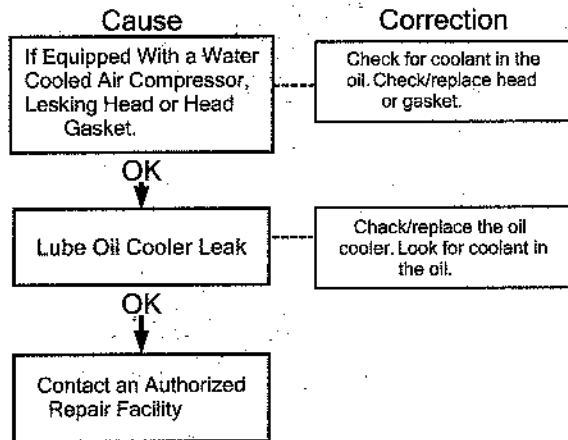 Cause
Correction
If Equipped With a Water
Cooled Air Compressor,
Lesking Head or Head
Gasket.
Check for coolant in the
oil. Check/replace head
or gasket.
OK
Lube Oil Cooler Leak
Chack/replace the oil
cooler. Look for coolant in
the oil.
OK
Contact an Authorized
Repair Facility